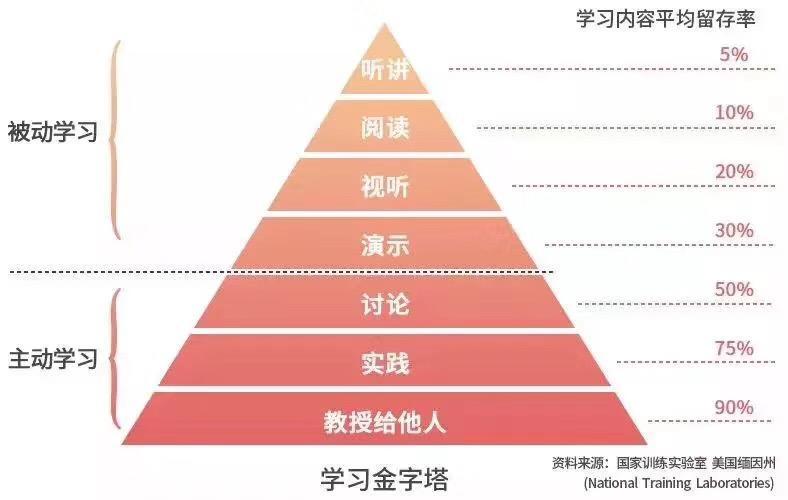 学习内容平均留存率
听讲
5%
阅读
10%
视听
20%
被动学习
演示
30%
讨论
50%
主动学习
实践
75%
教授给他人
90%
学习金字塔
资料来源：国家训练实验室 美国缅因州
(National Training Laboratories)